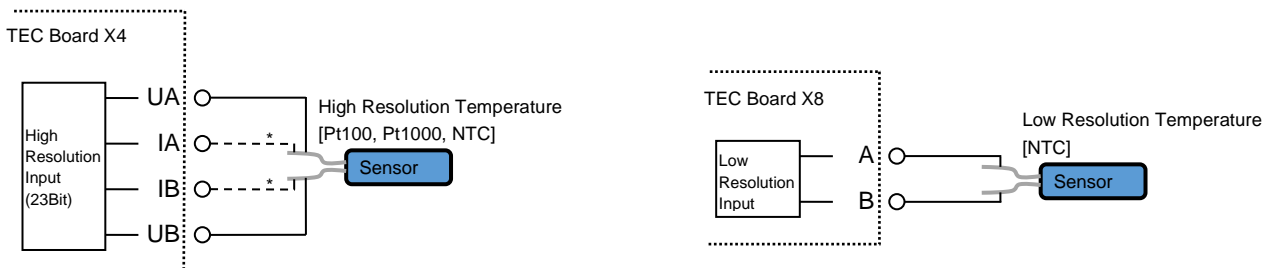 TEC Board X4
High
Resolution
Input
(23Bit)
UA
IA
IB
UB
*
*
High Resolution Temperature
[Pt100, Pt1000, NTC]
Sensor
TEC Board X8
Low
Resolution
Input
A
B
Low Resolution Temperature
[NTC]
Sensor